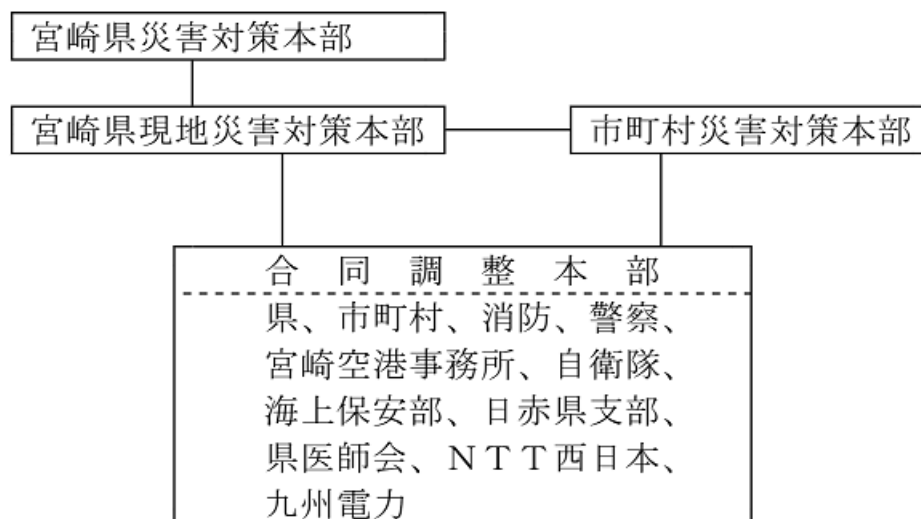 宮崎県災害対策本部
宮崎県現地災害対策本部
市町村災害対策本部
合同調整本部
県、市町村、消防、警察、
宮崎空港事務所、自衛隊、
海上保安部、日赤県支部、
県医師会、ＮＴＴ西日本、
九州電力